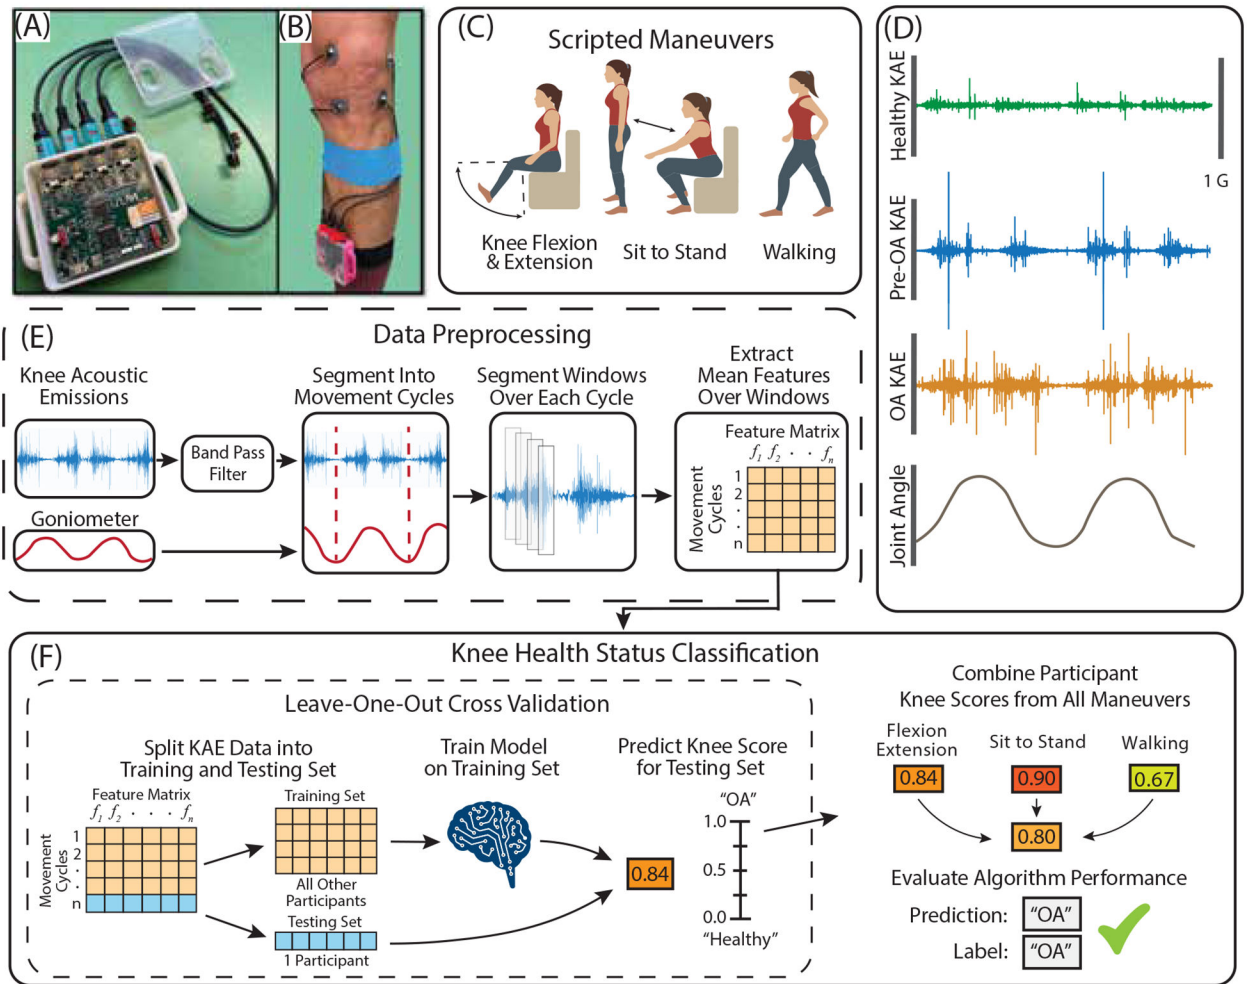 (A)
(B)
(C)
Scripted Maneuvers
Knee Flexion
& Extension
Sit to Stand
Walking
(D)
Healthy KAE
1 G
Pre-OA KAE
OA KAE
Joint Angle
(E)
Data Preprocessing
Knee Acoustic
Emissions
Band Pass
Filter
Goniometer
Segment Into
Movement Cycles
Segment Windows
Over Each Cycle
Extract
Mean Features
Over Windows
Feature Matrix
f1 f2 · · fn
Movement
Cycles
1
2
·
·
n
(F)
Knee Health Status Classification
Leave-One-Out Cross Validation
Split KAE Data into
Training and Testing Set
Feature Matrix
f1 f2 · · · fn
Movement
Cycles
1
2
·
·
n
Training Set
All Other
Participants
Testing Set
1 Participant
Train Model
on Training Set
Predict Knee Score
for Testing Set
0.84
"OA"
1.0
0.5
0.0
"Healthy"
Combine Participant
Knee Scores from All Maneuvers
Flexion
Extension
Sit to Stand
Walking
0.84
0.90
0.67
0.80
Evaluate Algorithm Performance
Prediction: "OA"
Label: "OA"